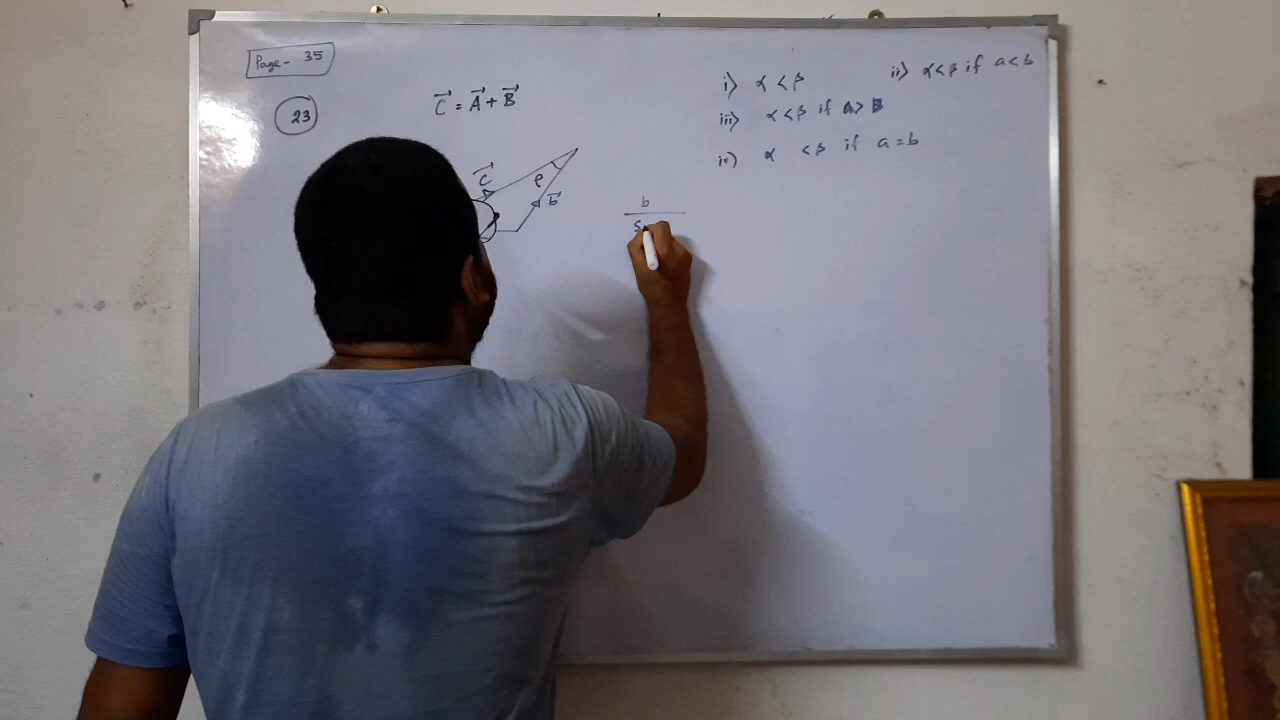 Page- 35
23
C⃗ = A⃗ + B⃗
i) α < β
ii) α < β if a < b
iii) α < β if a > B
iv) α < β if a = b
C⃗
b⃗
b